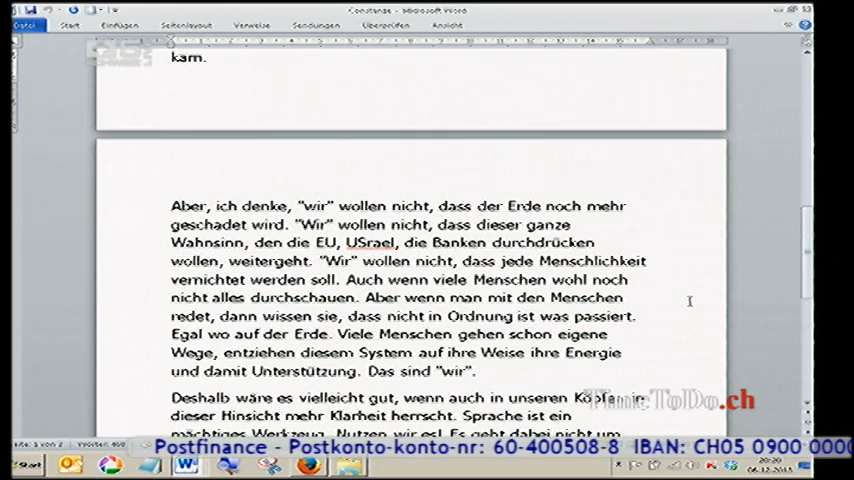 Constanze - Microsoft Word
Datei Start Einfügen Seitenlayout Verweise Sendungen Überprüfen Ansicht
kam.
Aber, ich denke, "wir" wollen nicht, dass der Erde noch mehr
geschadet wird. "Wir" wollen nicht, dass dieser ganze
Wahnsinn, den die EU, USrael, die Banken durchdrücken
wollen, weitergeht. "Wir" wollen nicht, dass jede Menschlichkeit
vernichtet werden soll. Auch wenn viele Menschen wohl noch
nicht alles durchschauen. Aber wenn man mit den Menschen
redet, dann wissen sie, dass nicht in Ordnung ist was passiert.
Egal wo auf der Erde. Viele Menschen gehen schon eigene
Wege, entziehen diesem System auf ihre Weise ihre Energie
und damit Unterstützung. Das sind "wir".
Deshalb wäre es vielleicht gut, wenn auch in unseren Köpfen in
TimeToDo.ch
dieser Hinsicht mehr Klarheit herrscht. Sprache ist ein
mächtiges Werkzeug. Nutzen wir es! Es geht dabei nicht um
Postfinance - Postkonto-konto-nr: 60-400508-8 IBAN: CH05 0900 0000
Start
20:20
06.12.2013